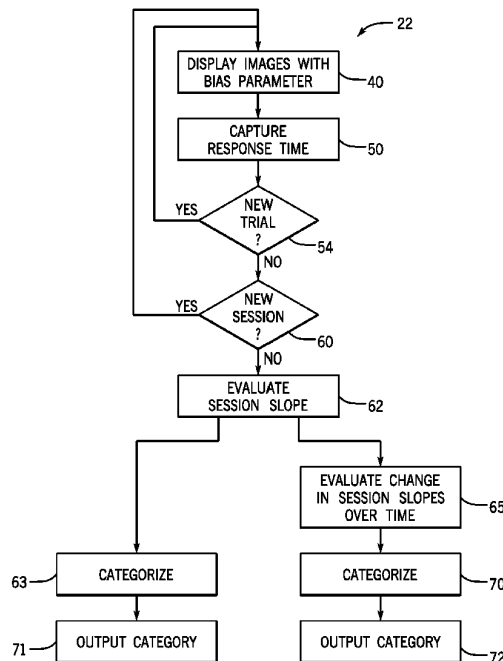 22
DISPLAY IMAGES WITH
BIAS PARAMETER
40
CAPTURE
RESPONSE TIME
50
YES
NEW
TRIAL
?
54
NO
YES
NEW
SESSION
?
60
NO
EVALUATE
SESSION SLOPE
62
EVALUATE CHANGE
IN SESSION SLOPES
OVER TIME
65
63
CATEGORIZE
CATEGORIZE
70
71
OUTPUT CATEGORY
OUTPUT CATEGORY
72